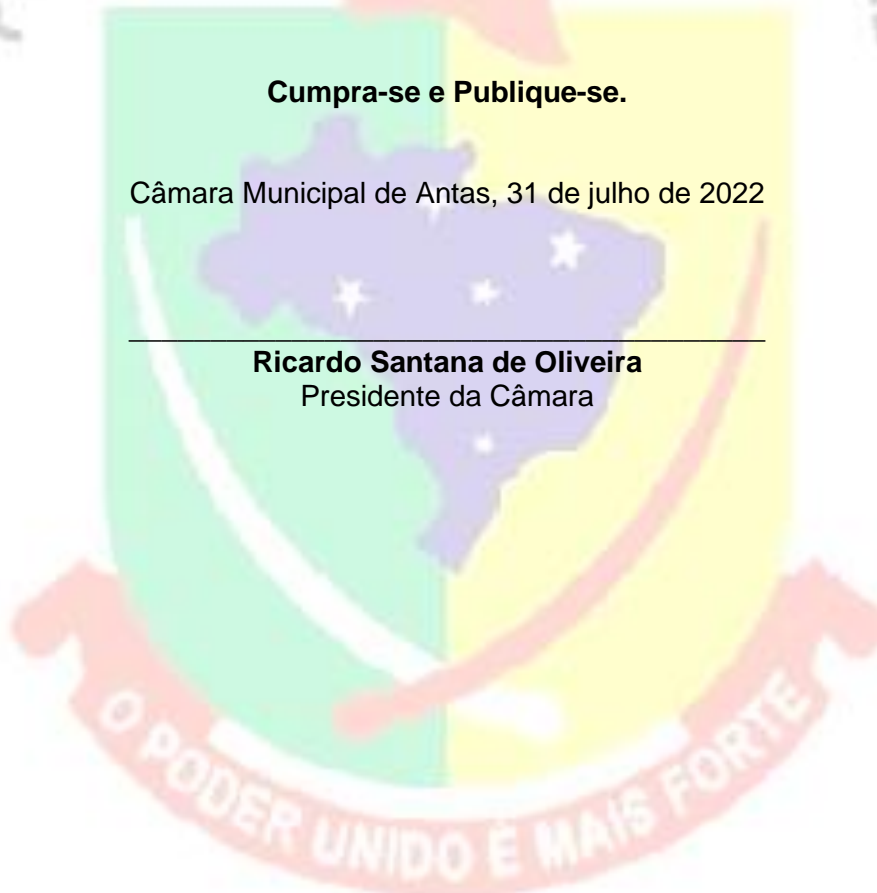 Cumpra-se e Publique-se.
Câmara Municipal de Antas, 31 de julho de 2022
Ricardo Santana de Oliveira
Presidente da Câmara
O PODER UNIDO É MAIS FORTE